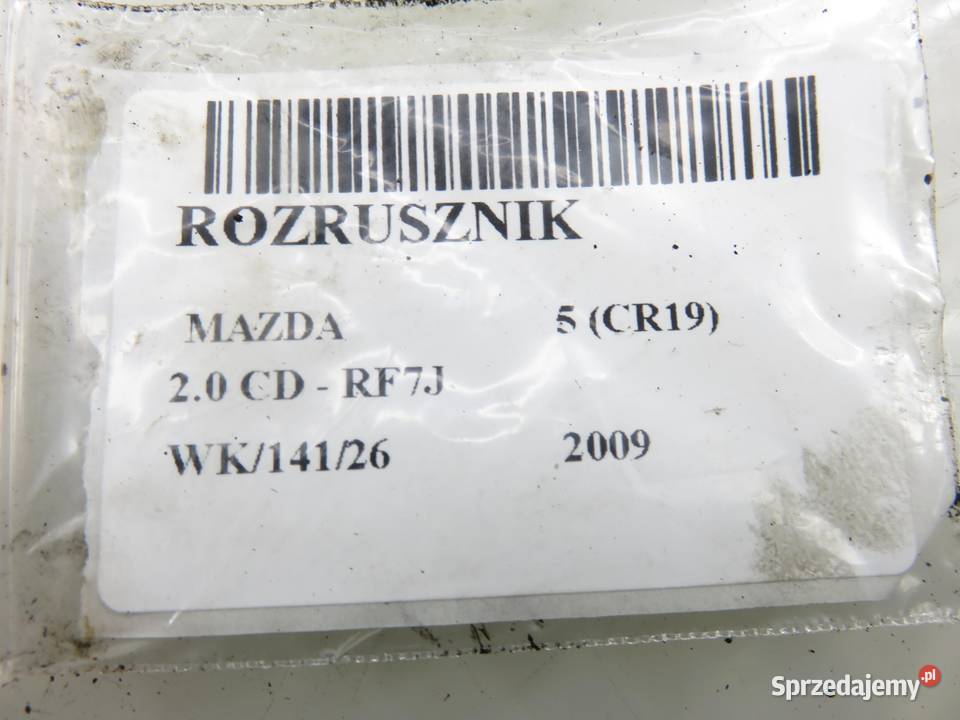 ROZRUSZNIK
MAZDA 5 (CR19)
2.0 CD - RF7J
WK/141/26 2009
Sprzedajemy.pl